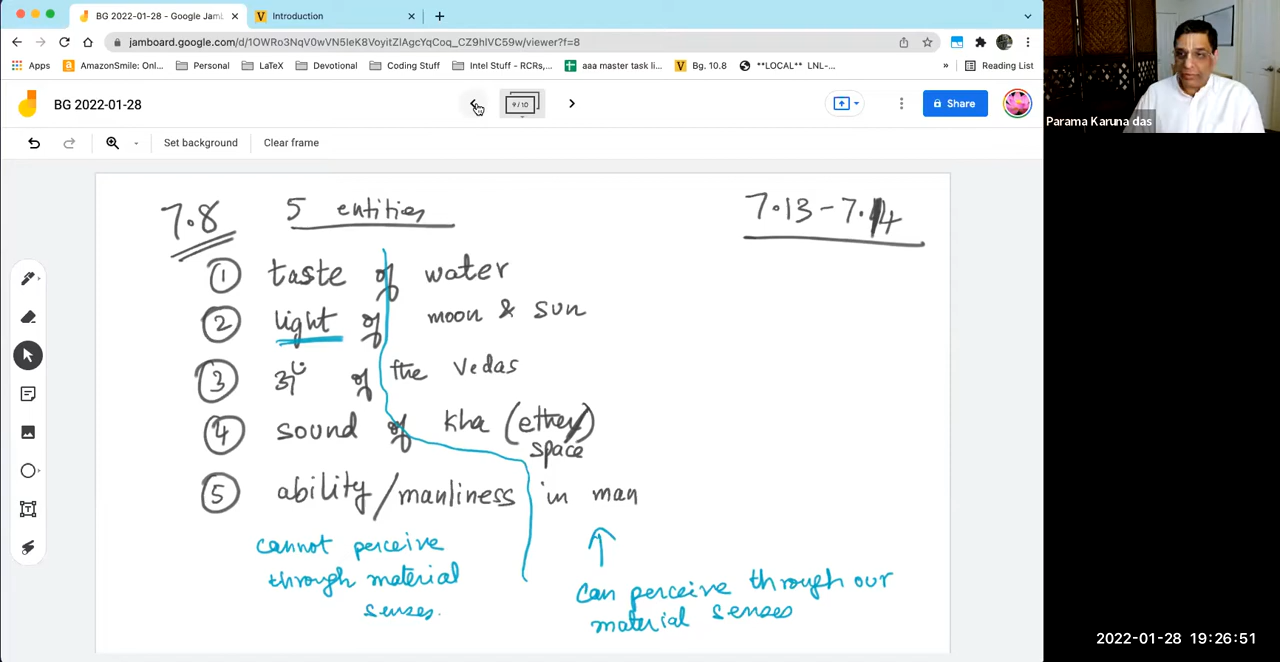 BG 2022-01-28 - Google Jam
Introduction
jamboard.google.com/d/1OWRo3NqV0wVN5leK8VoyitZlAgcYqCoq_CZ9hlVC59w/viewer?f=8
Apps
AmazonSmile: Onl...
Personal
LaTeX
Devotional
Coding Stuff
Intel Stuff - RCRs,...
aaa master task li...
Bg. 10.8
**LOCAL** LNL-...
»
Reading List
BG 2022-01-28
9/10
Share
Parama Karuna das
Set background
Clear frame
7.8 5 entities 7.13-7.14
1 taste of water
2 light of moon & sun
3 of the Vedas
4 sound of kha (ether)
space
5 ability/manliness in man
cannot perceive
through material
senses.
can perceive through our
material senses
2022-01-28 19:26:51